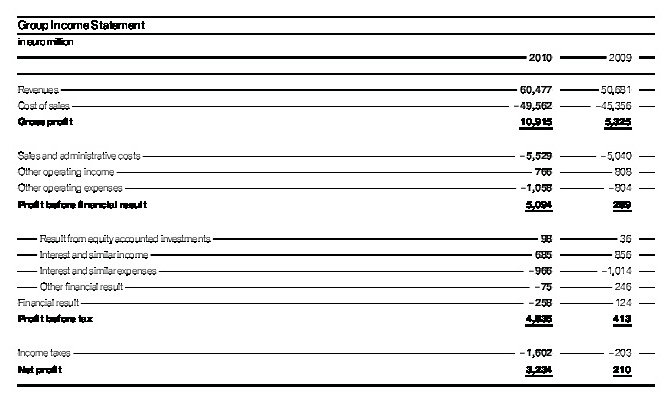 Group Income Statement
in euro million
2010 2009
Revenues 60,477 50,681
Cost of sales –49,562 –45,356
Gross profit 10,915 5,325
Sales and administrative costs –5,529 –5,040
Other operating income 766 808
Other operating expenses –1,058 –804
Profit before financial result 5,094 289
Result from equity accounted investments 98 36
Interest and similar income 685 856
Interest and similar expenses –966 –1,014
Other financial result –75 246
Financial result –258 124
Profit before tax 4,836 413
Income taxes –1,602 –203
Net profit 3,234 210